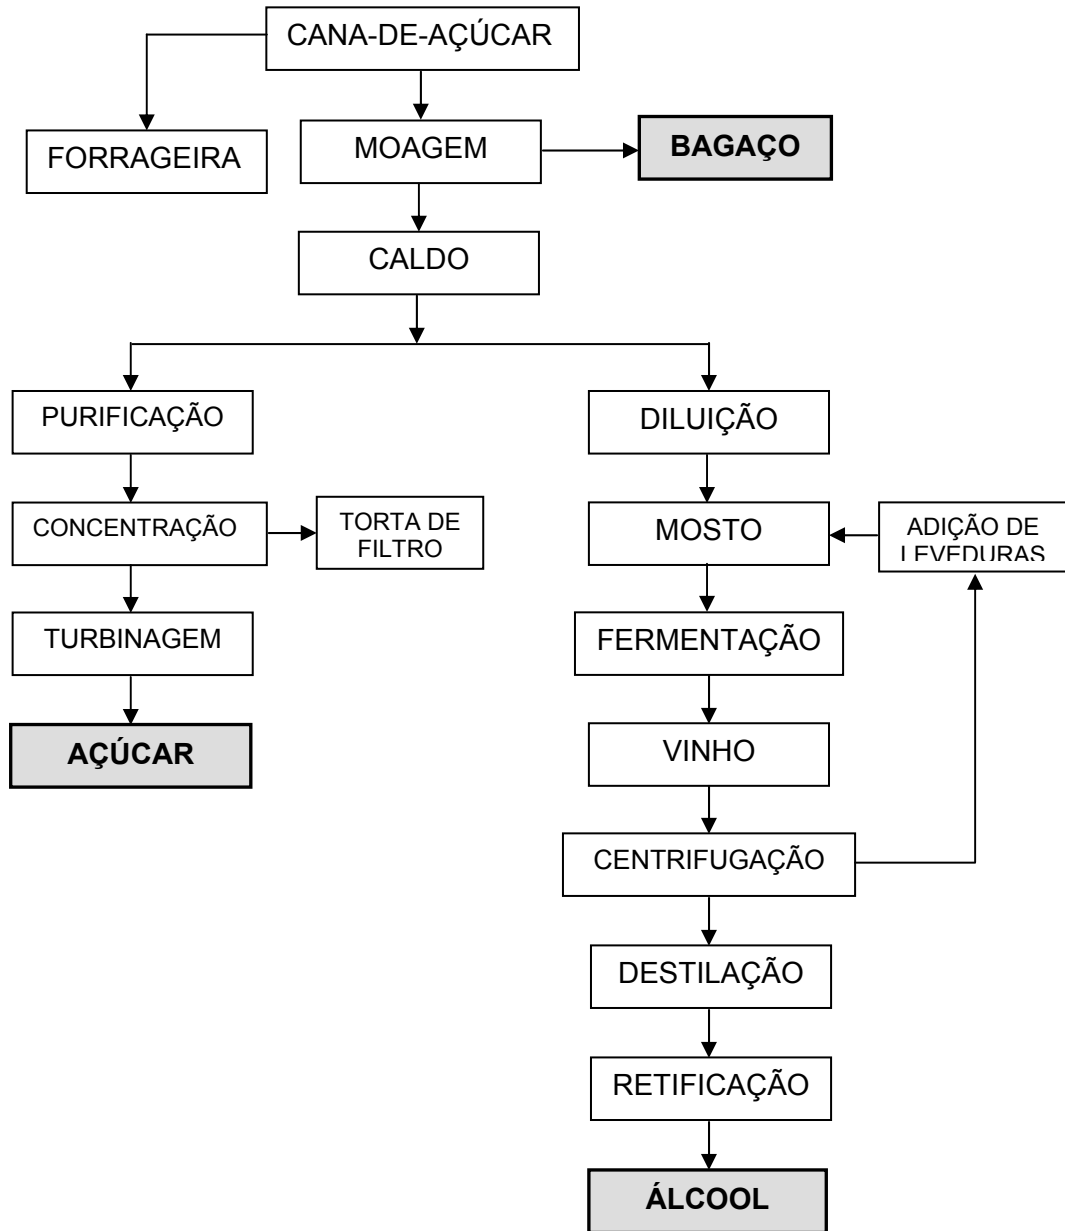 CANA-DE-AÇÚCAR
FORRAGEIRA
MOAGEM
BAGAÇO
CALDO
PURIFICAÇÃO
DILUIÇÃO
CONCENTRAÇÃO
TORTA DE
FILTRO
MOSTO
ADIÇÃO DE
LEVEDURAS
TURBINAGEM
FERMENTAÇÃO
AÇÚCAR
VINHO
CENTRIFUGAÇÃO
DESTILAÇÃO
RETIFICAÇÃO
ÁLCOOL